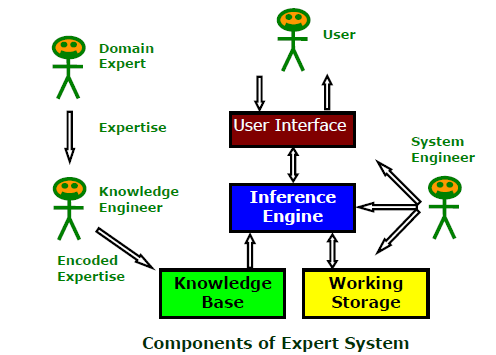 Domain
Expert
User
Expertise
User Interface
System
Engineer
Knowledge
Engineer
Inference
Engine
Encoded
Expertise
Knowledge
Base
Working
Storage
Components of Expert System